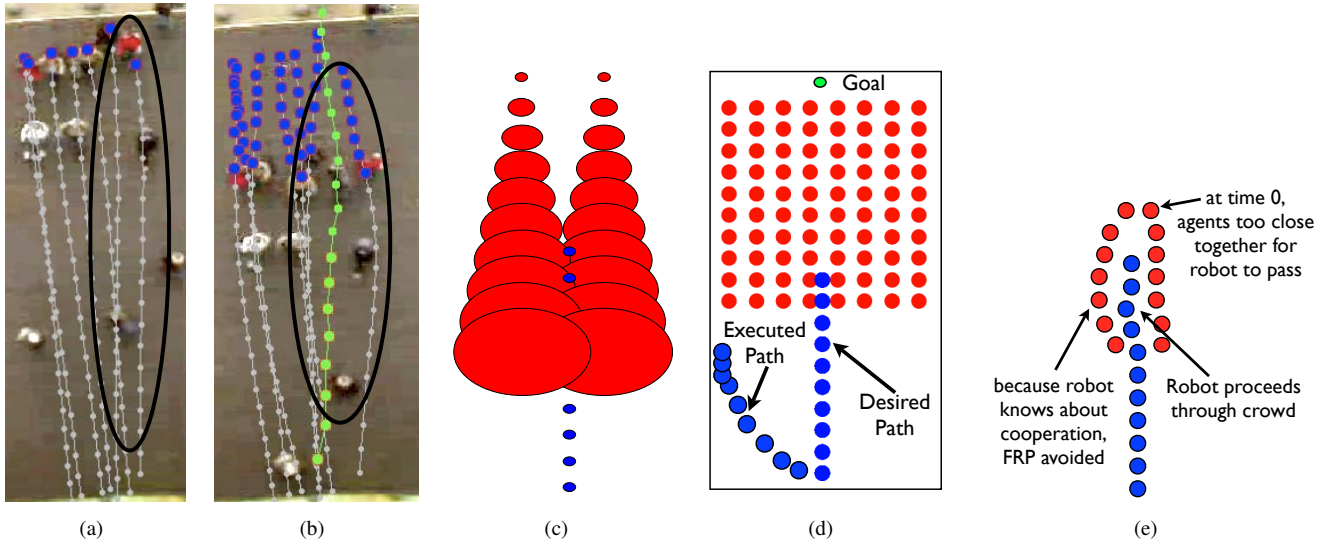 Goal
Executed
Path
Desired
Path
at time 0,
agents too close
together for
robot to pass
because robot
knows about
cooperation,
FRP avoided
Robot proceeds
through crowd
(a)
(b)
(c)
(d)
(e)